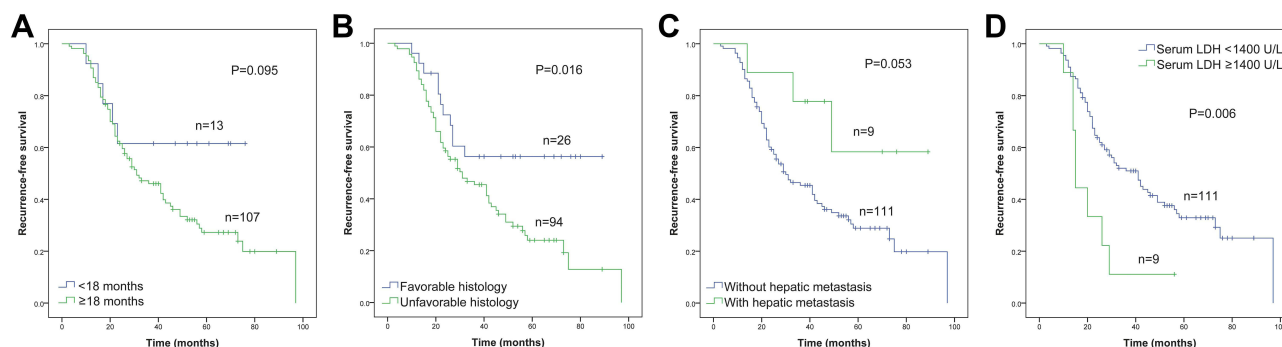 A
Recurrence-free survival
1.0
0.8
0.6
0.4
0.2
0.0
P=0.095
n=13
n=107
<18 months
≥18 months
0 20 40 60 80 100
Time (months)
B
Recurrence-free survival
1.0
0.8
0.6
0.4
0.2
0.0
P=0.016
n=26
n=94
Favorable histology
Unfavorable histology
0 20 40 60 80 100
Time (months)
C
Recurrence-free survival
1.0
0.8
0.6
0.4
0.2
0.0
P=0.053
n=9
n=111
Without hepatic metastasis
With hepatic metastasis
0 20 40 60 80 100
Time (months)
D
Recurrence-free survival
1.0
0.8
0.6
0.4
0.2
0.0
Serum LDH <1400 U/L
Serum LDH ≥1400 U/L
P=0.006
n=111
n=9
0 20 40 60 80 100
Time (months)